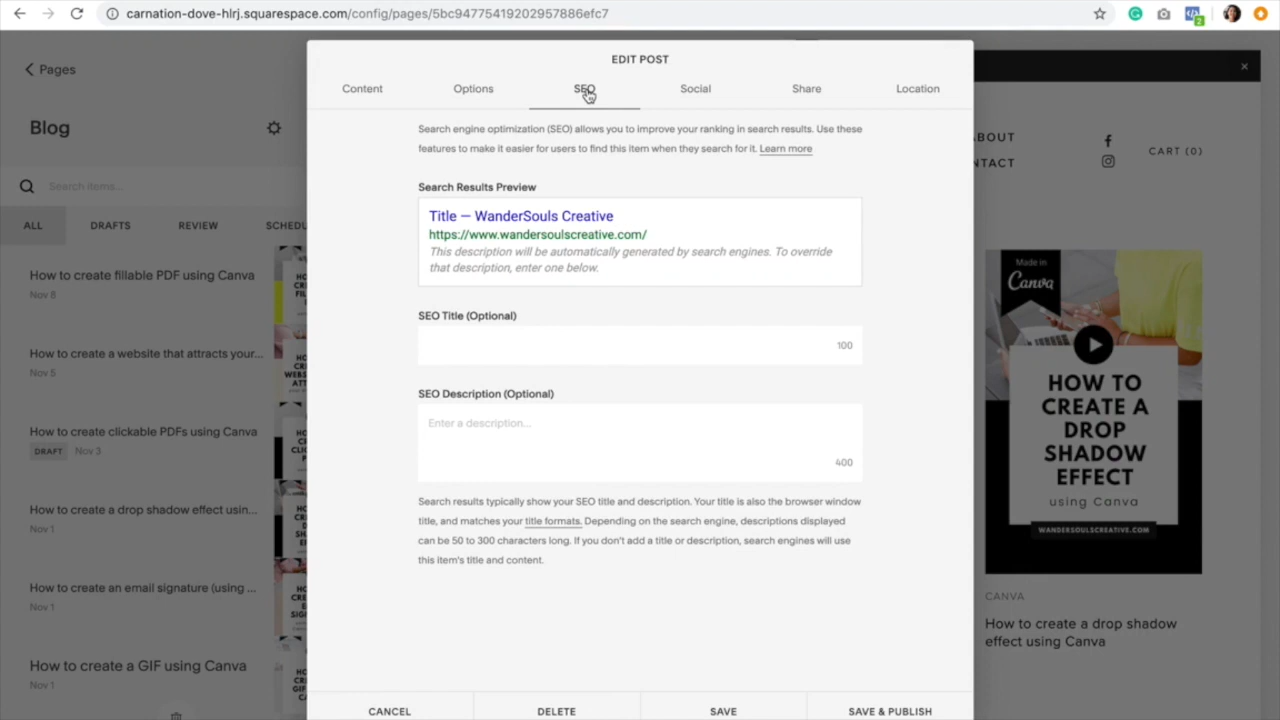 carnation-dove-hlrj.squarespace.com/config/pages/5bc94775419202957886efc7
2
Pages
Blog
Search items...
ALL
DRAFTS
REVIEW
SCHEDU
How to create fillable PDF using Canva
Nov 8
How to create a website that attracts your...
Nov 5
How to create clickable PDFs using Canva
DRAFT
Nov 3
How to create a drop shadow effect usin...
Nov 1
How to create an email signature (using ...
Nov 1
How to create a GIF using Canva
Nov 1
EDIT POST
Content
Options
SEO
Social
Share
Location
Search engine optimization (SEO) allows you to improve your ranking in search results. Use these
features to make it easier for users to find this item when they search for it. Learn more
Search Results Preview
Title — WanderSouls Creative
https://www.wandersoulscreative.com/
This description will be automatically generated by search engines. To override
that description, enter one below.
SEO Title (Optional)
100
SEO Description (Optional)
Enter a description...
400
Search results typically show your SEO title and description. Your title is also the browser window
title, and matches your title formats. Depending on the search engine, descriptions displayed
can be 50 to 300 characters long. If you don't add a title or description, search engines will use
this item's title and content.
CANCEL
DELETE
SAVE
SAVE & PUBLISH
BOUT
NTACT
CART (0)
Made in
Canva
HOW TO
CREATE A
DROP
SHADOW
EFFECT
using Canva
WANDERSOULSCREATIVE.COM
CANVA
How to create a drop shadow
effect using Canva